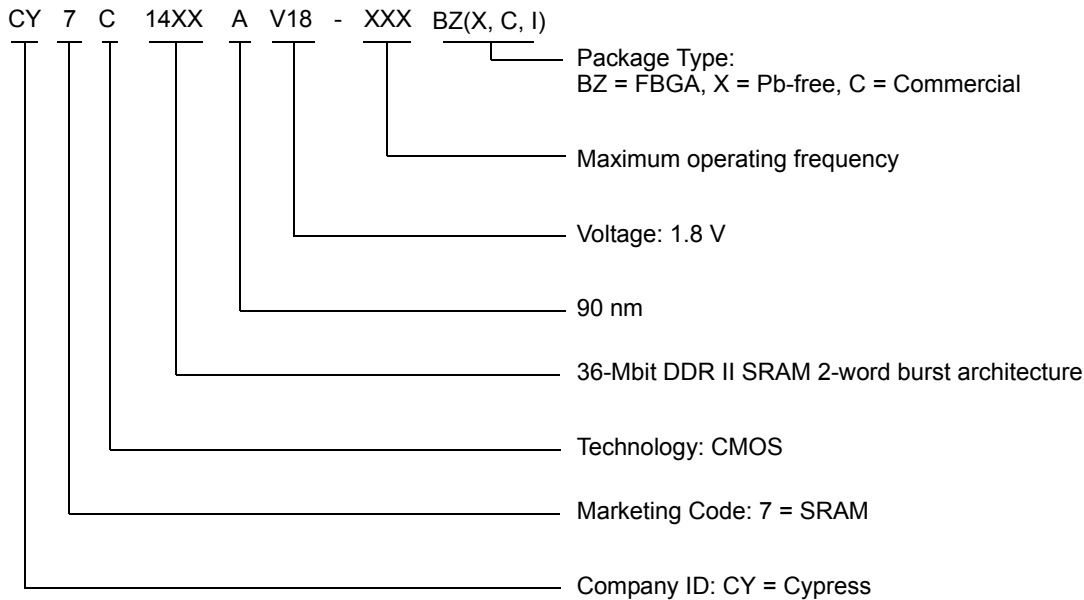 CY 7 C 14XX A V18 - XXX BZ(X, C, I)
Package Type:
BZ = FBGA, X = Pb-free, C = Commercial
Maximum operating frequency
Voltage: 1.8 V
90 nm
36-Mbit DDR II SRAM 2-word burst architecture
Technology: CMOS
Marketing Code: 7 = SRAM
Company ID: CY = Cypress